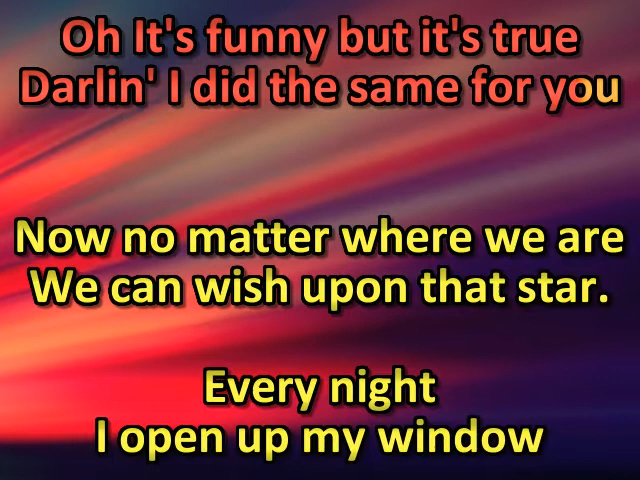 Oh It's funny but it's true
Darlin' I did the same for you
Now no matter where we are
We can wish upon that star.
Every night
I open up my window